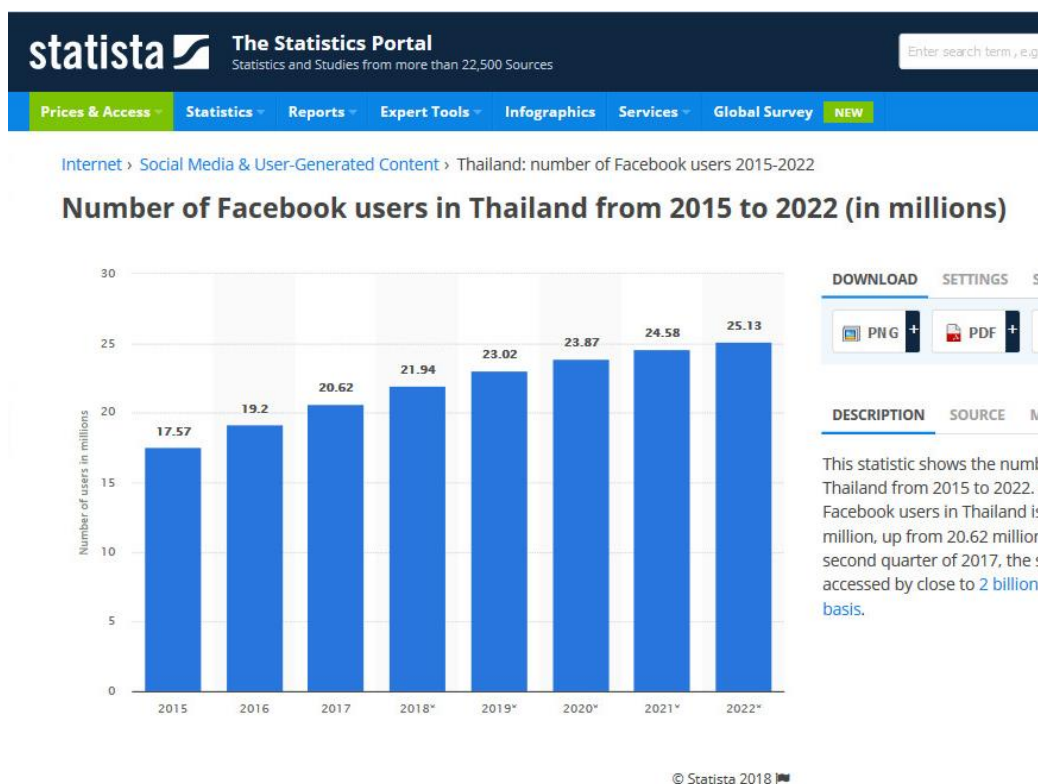 statista
The Statistics Portal
Statistics and Studies from more than 22,500 Sources
Enter search term, e.g
Prices & Access Statistics Reports Expert Tools Infographics Services Global Survey NEW
Internet › Social Media & User-Generated Content › Thailand: number of Facebook users 2015-2022
Number of Facebook users in Thailand from 2015 to 2022 (in millions)
30
25
20
15
10
5
0
Number of users in millions
17.57
19.2
20.62
21.94
23.02
23.87
24.58
25.13
2015 2016 2017 2018* 2019* 2020* 2021* 2022*
© Statista 2018
DOWNLOAD SETTINGS S
PNG + PDF +
DESCRIPTION SOURCE M
This statistic shows the numb
Thailand from 2015 to 2022.
Facebook users in Thailand is
million, up from 20.62 million
second quarter of 2017, the s
accessed by close to 2 billion
basis.